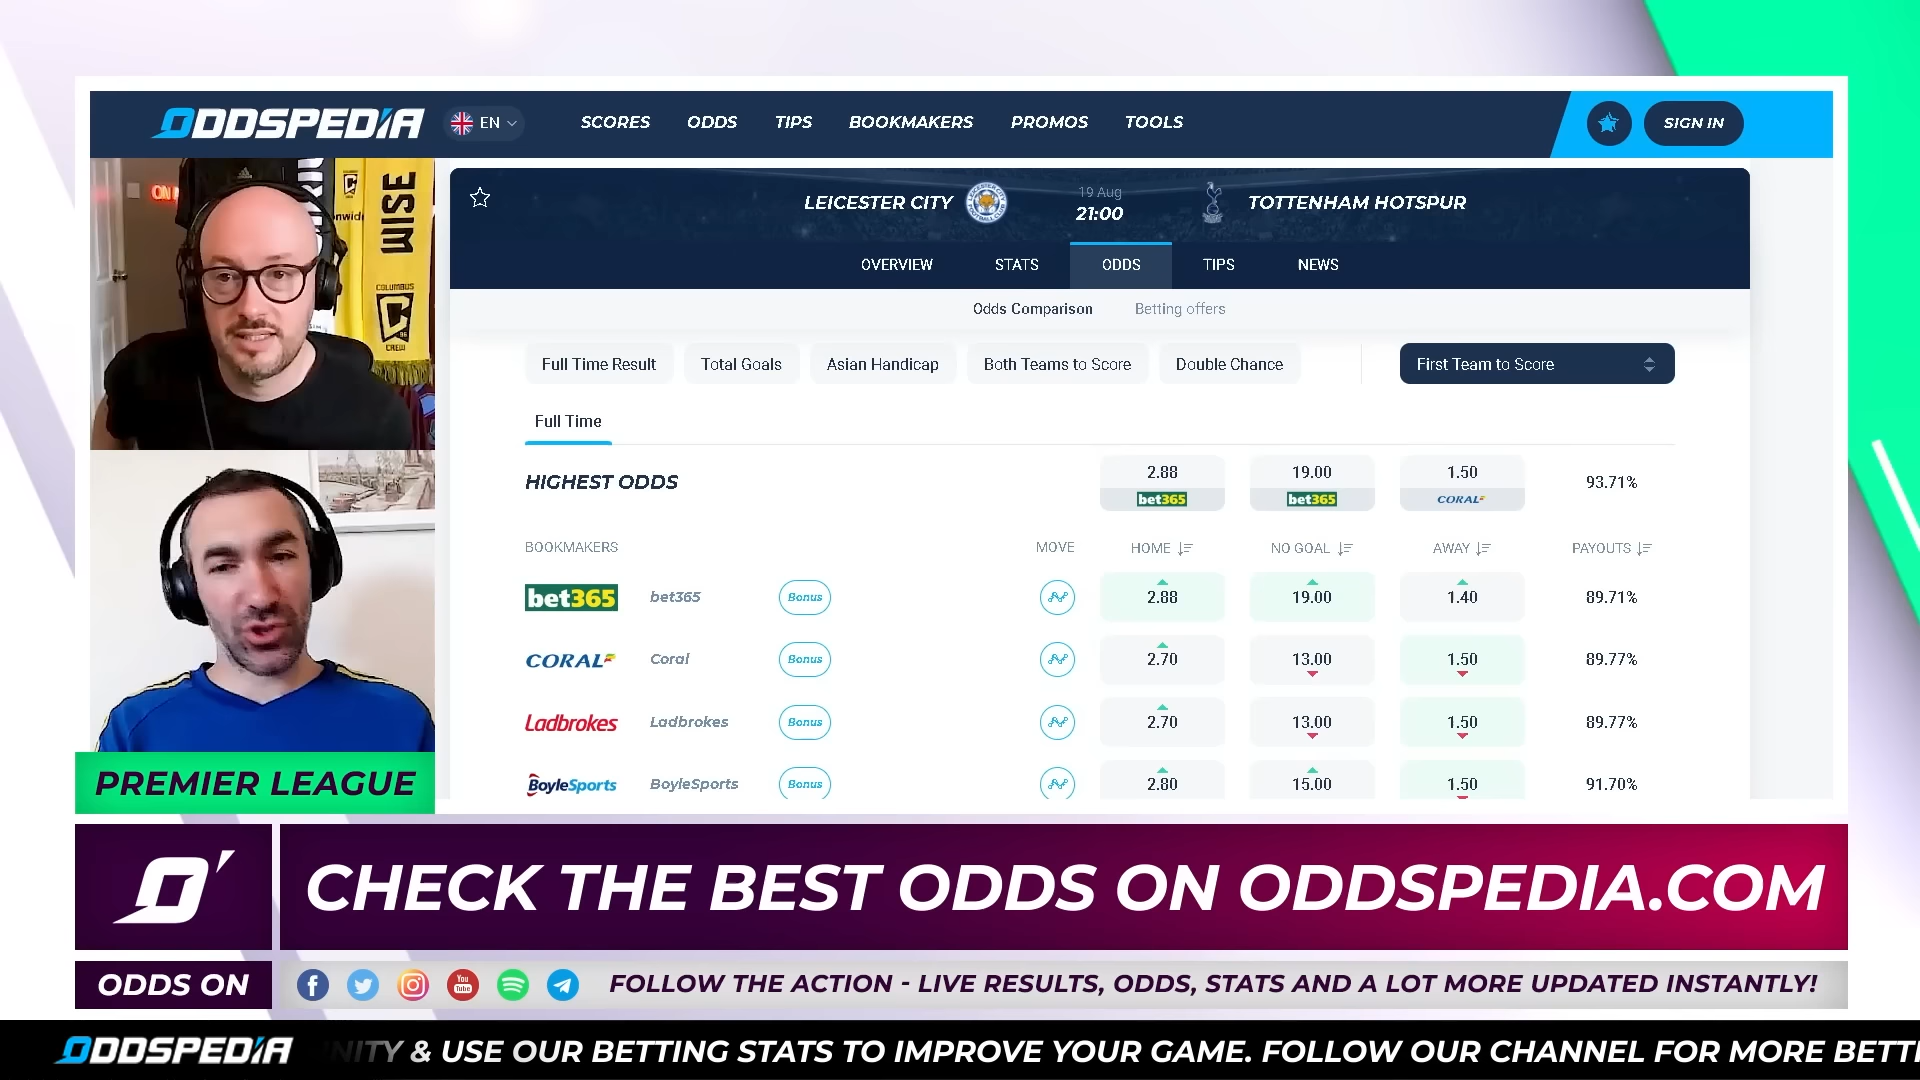 ODDSPEDIA
EN
SCORES ODDS TIPS BOOKMAKERS PROMOS TOOLS
SIGN IN
WISE
COLUMBUS
CREW
LEICESTER CITY
19 Aug
21:00
TOTTENHAM HOTSPUR
OVERVIEW STATS ODDS TIPS NEWS
Odds Comparison Betting offers
Full Time Result Total Goals Asian Handicap Both Teams to Score Double Chance First Team to Score
Full Time
HIGHEST ODDS 2.88 19.00 1.50 93.71%
bet365 bet365 CORAL
BOOKMAKERS MOVE HOME NO GOAL AWAY PAYOUTS
bet365 bet365 Bonus 2.88 19.00 1.40 89.71%
CORAL Coral Bonus 2.70 13.00 1.50 89.77%
Ladbrokes Ladbrokes Bonus 2.70 13.00 1.50 89.77%
BoyleSports BoyleSports Bonus 2.80 15.00 1.50 91.70%
PREMIER LEAGUE
O' CHECK THE BEST ODDS ON ODDSPEDIA.COM
ODDS ON
You Tube
FOLLOW THE ACTION - LIVE RESULTS, ODDS, STATS AND A LOT MORE UPDATED INSTANTLY!
ODDSPEDIA
NITY & USE OUR BETTING STATS TO IMPROVE YOUR GAME. FOLLOW OUR CHANNEL FOR MORE BETTI